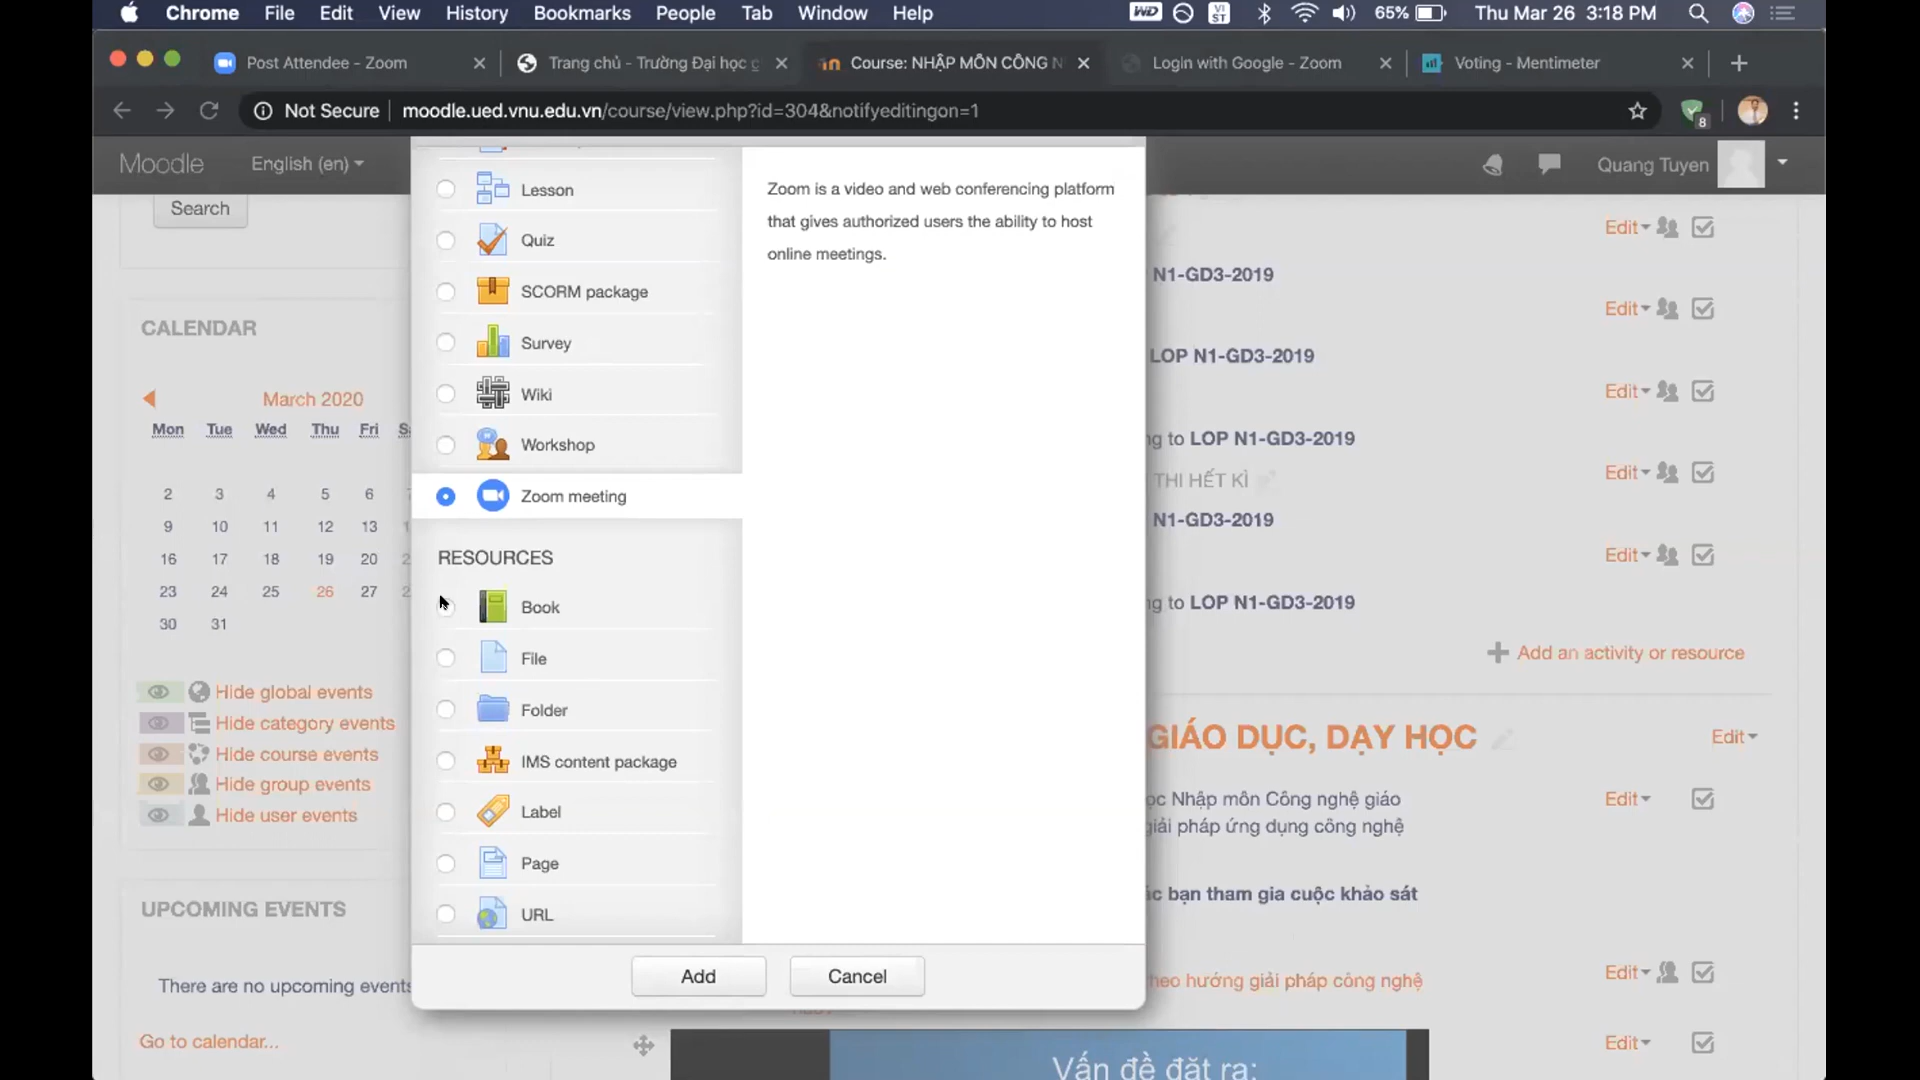 Chrome File Edit View History Bookmarks People Tab Window Help
WD VI ST 65% Thu Mar 26 3:18 PM
Post Attendee - Zoom
Trang chủ - Trường Đại học g
Course: NHẬP MÔN CÔNG N
Login with Google - Zoom
Voting - Mentimeter
Not Secure moodle.ued.vnu.edu.vn/course/view.php?id=304&notifyeditingon=1
8
Moodle English (en)
Quang Tuyen
Search
CALENDAR
March 2020
Mon Tue Wed Thu Fri
2 3 4 5 6
9 10 11 12 13
16 17 18 19 20
23 24 25 26 27
30 31
Hide global events
Hide category events
Hide course events
Hide group events
Hide user events
UPCOMING EVENTS
There are no upcoming events
Go to calendar...
Lesson
Quiz
SCORM package
Survey
Wiki
Workshop
Zoom meeting
RESOURCES
Book
File
Folder
IMS content package
Label
Page
URL
Zoom is a video and web conferencing platform
that gives authorized users the ability to host
online meetings.
Add
Cancel
Edit
N1-GD3-2019
Edit
LOP N1-GD3-2019
Edit
ng to LOP N1-GD3-2019
THI HẾT KÌ
Edit
N1-GD3-2019
Edit
ng to LOP N1-GD3-2019
Add an activity or resource
GIÁO DỤC, DẠY HỌC
Edit
ọc Nhập môn Công nghệ giáo
Edit
giải pháp ứng dụng công nghệ
ác bạn tham gia cuộc khảo sát
Edit
heo hướng giải pháp công nghệ
Edit
Vấn đề đặt ra: